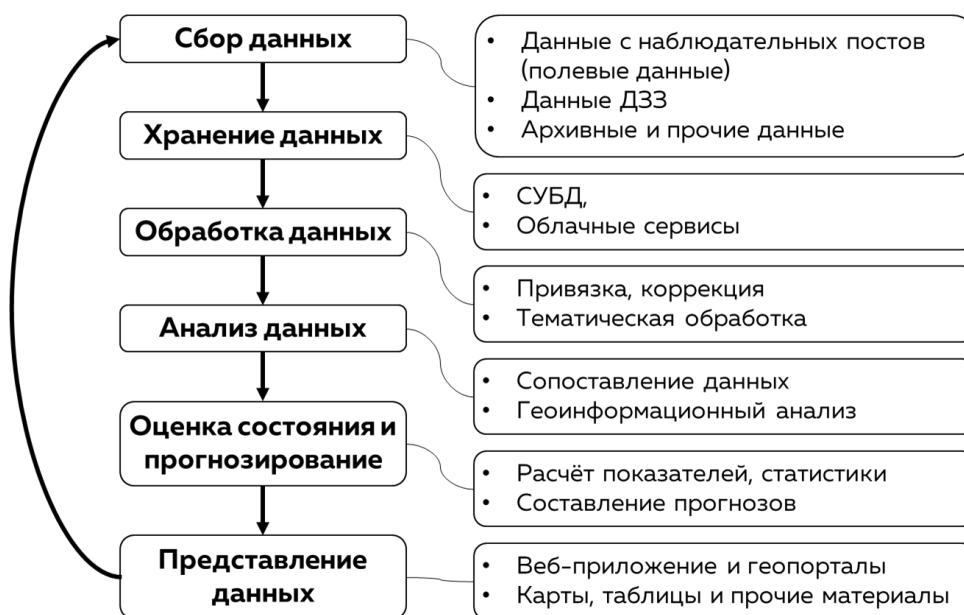 Сбор данных
• Данные с наблюдательных постов
(полевые данные)
• Данные ДЗЗ
• Архивные и прочие данные
Хранение данных
• СУБД,
• Облачные сервисы
Обработка данных
• Привязка, коррекция
• Тематическая обработка
Анализ данных
• Сопоставление данных
• Геоинформационный анализ
Оценка состояния и
прогнозирование
• Расчёт показателей, статистики
• Составление прогнозов
Представление
данных
• Веб-приложение и геопорталы
• Карты, таблицы и прочие материалы